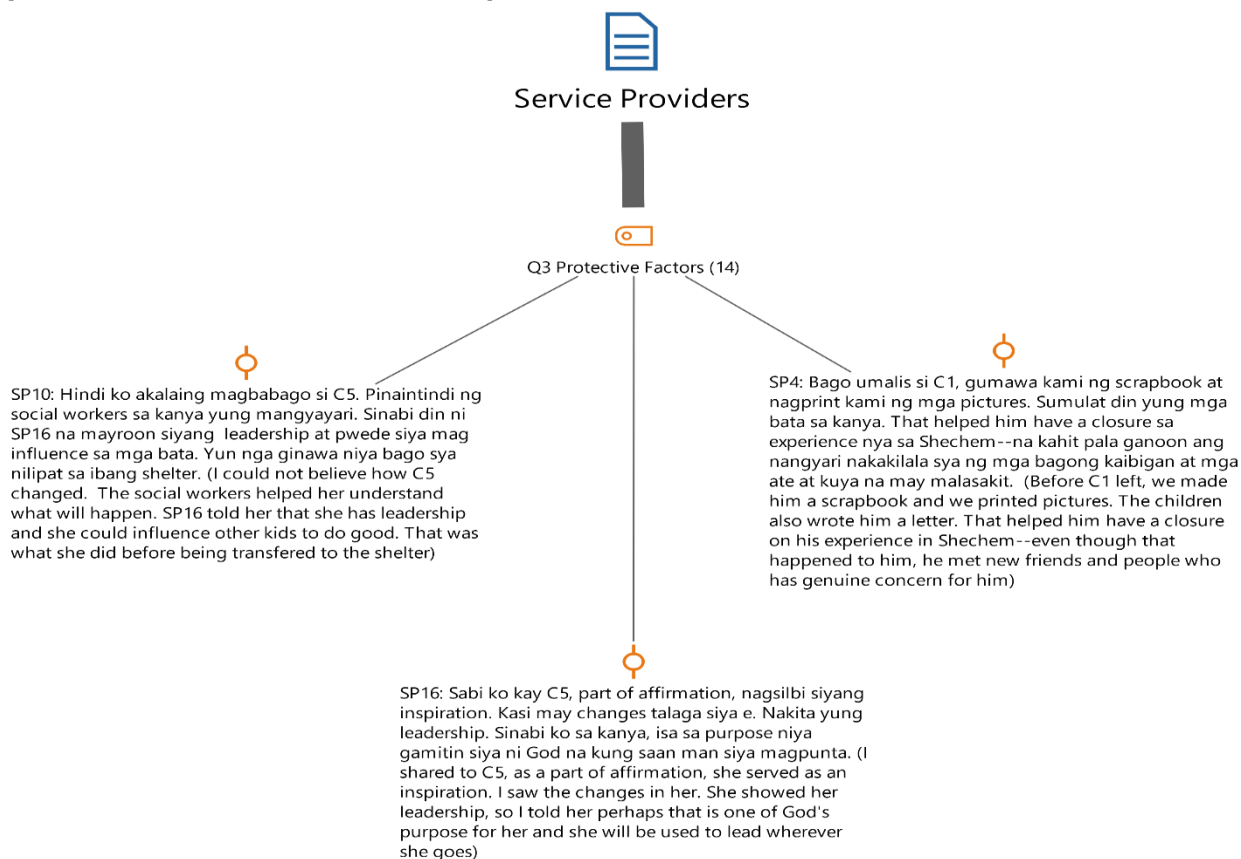 Service Providers
Q3 Protective Factors (14)
SP10: Hindi ko akalaing magbabago si C5. Pinaintindi ng
social workers sa kanya yung mangyayari. Sinabi din ni
SP16 na mayroon siyang  leadership at pwede siya mag
influence sa mga bata. Yun nga ginawa niya bago sya
nilipat sa ibang shelter. (I could not believe how C5
changed.  The social workers helped her understand
what will happen. SP16 told her that she has leadership
and she could influence other kids to do good. That was
what she did before being transfered to the shelter)
SP4: Bago umalis si C1, gumawa kami ng scrapbook at
nagprint kami ng mga pictures. Sumulat din yung mga
bata sa kanya. That helped him have a closure sa
experience nya sa Shechem--na kahit pala ganoon ang
nangyari nakakilala sya ng mga bagong kaibigan at mga
ate at kuya na may malasakit.  (Before C1 left, we made
him a scrapbook and we printed pictures. The children
also wrote him a letter. That helped him have a closure
on his experience in Shechem--even though that
happened to him, he met new friends and people who
has genuine concern for him)
SP16: Sabi ko kay C5, part of affirmation, nagsilbi siyang
inspiration. Kasi may changes talaga siya e. Nakita yung
leadership. Sinabi ko sa kanya, isa sa purpose niya
gamitin siya ni God na kung saan man siya magpunta. (I
shared to C5, as a part of affirmation, she served as an
inspiration. I saw the changes in her. She showed her
leadership, so I told her perhaps that is one of God's
purpose for her and she will be used to lead wherever
she goes)